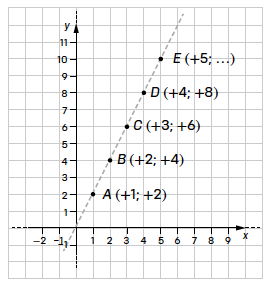 y
11
10
E (+5; ...)
9
8
D (+4; +8)
7
6
C (+3; +6)
5
4
B (+2; +4)
3
2
A (+1; +2)
1
-2 -1 1 2 3 4 5 6 7 8 9 x
-1